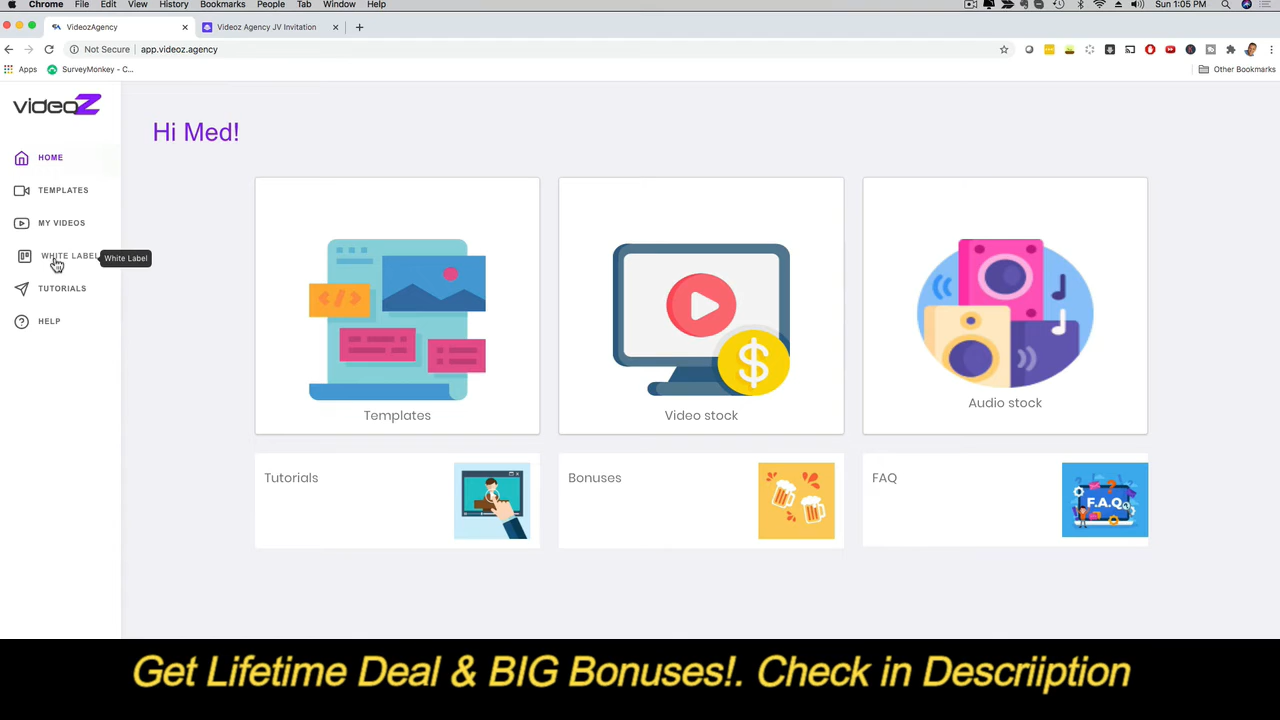 Chrome File Edit View History Bookmarks People Tab Window Help Sun 1:05 PM
VideozAgency Videoz Agency JV Invitation
Not Secure app.videoz.agency
Apps SurveyMonkey - C... Other Bookmarks
videoZ
Hi Med!
HOME
TEMPLATES
MY VIDEOS
WHITE LABEL White Label
TUTORIALS
HELP
Templates
Video stock
Audio stock
Tutorials
Bonuses
FAQ
F.A.Q
Get Lifetime Deal & BIG Bonuses!. Check in Descriiption